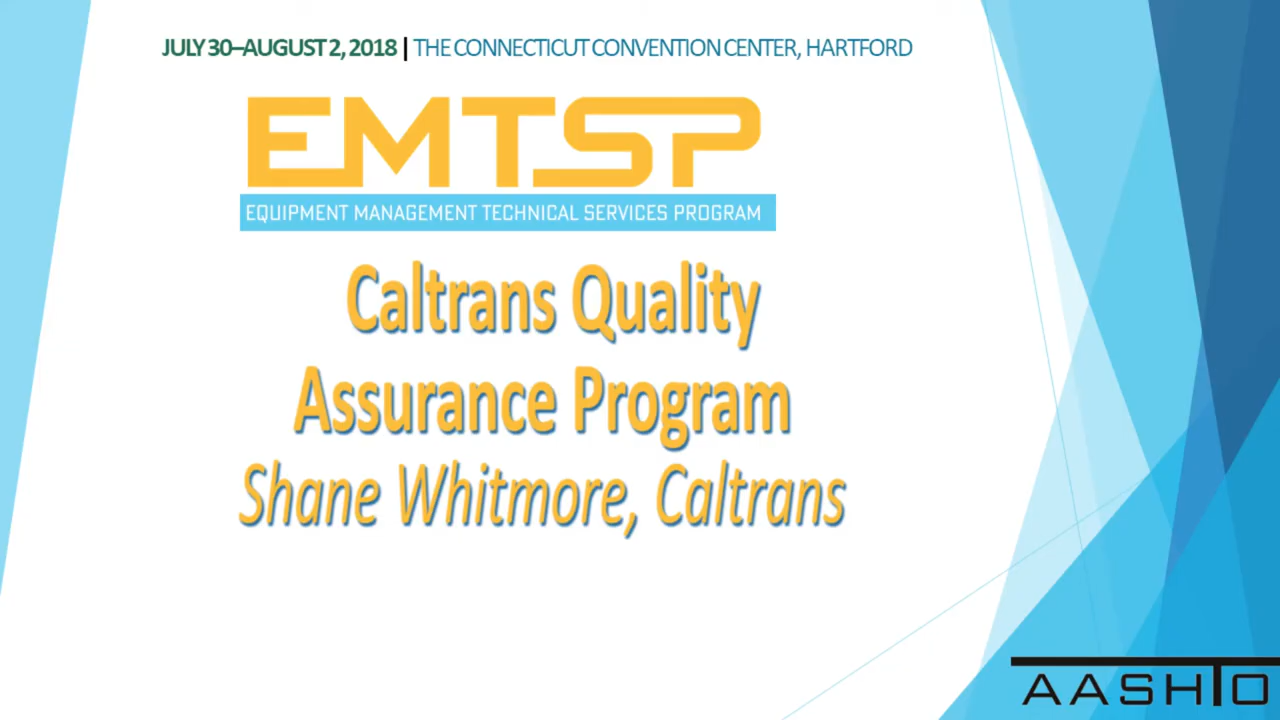 JULY 30–AUGUST 2, 2018 | THE CONNECTICUT CONVENTION CENTER, HARTFORD
EMTSP
EQUIPMENT MANAGEMENT TECHNICAL SERVICES PROGRAM
Caltrans Quality
Assurance Program
Shane Whitmore, Caltrans
AASHTO